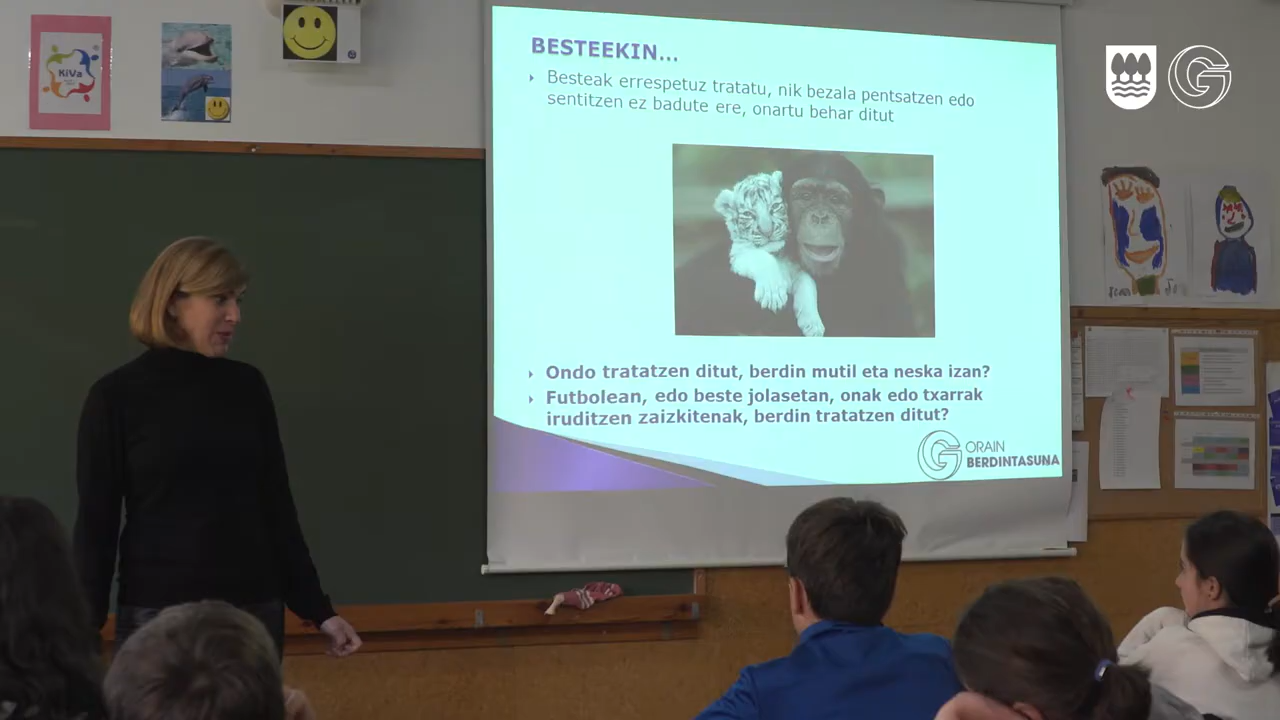 KiVa
BESTEEKIN...
Besteak errespetuz tratatu, nik bezala pentsatzen edo
sentitzen ez badute ere, onartu behar ditut
Ondo tratatzen ditut, berdin mutil eta neska izan?
Futbolean, edo beste jolasetan, onak edo txarrak
iruditzen zaizkitenak, berdin tratatzen ditut?
ORAIN
BERDINTASUNA